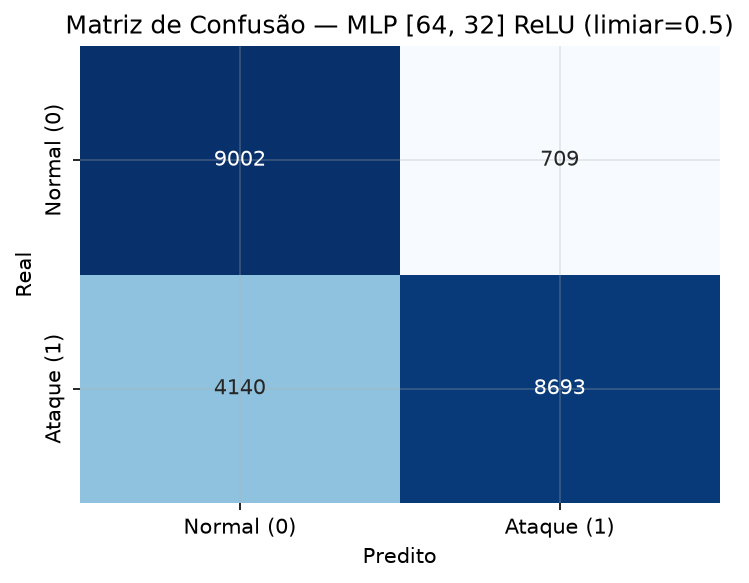 Matriz de Confusão — MLP [64, 32] ReLU (limiar=0.5)
Real
Normal (0)
9002
709
Ataque (1)
4140
8693
Normal (0)
Ataque (1)
Predito